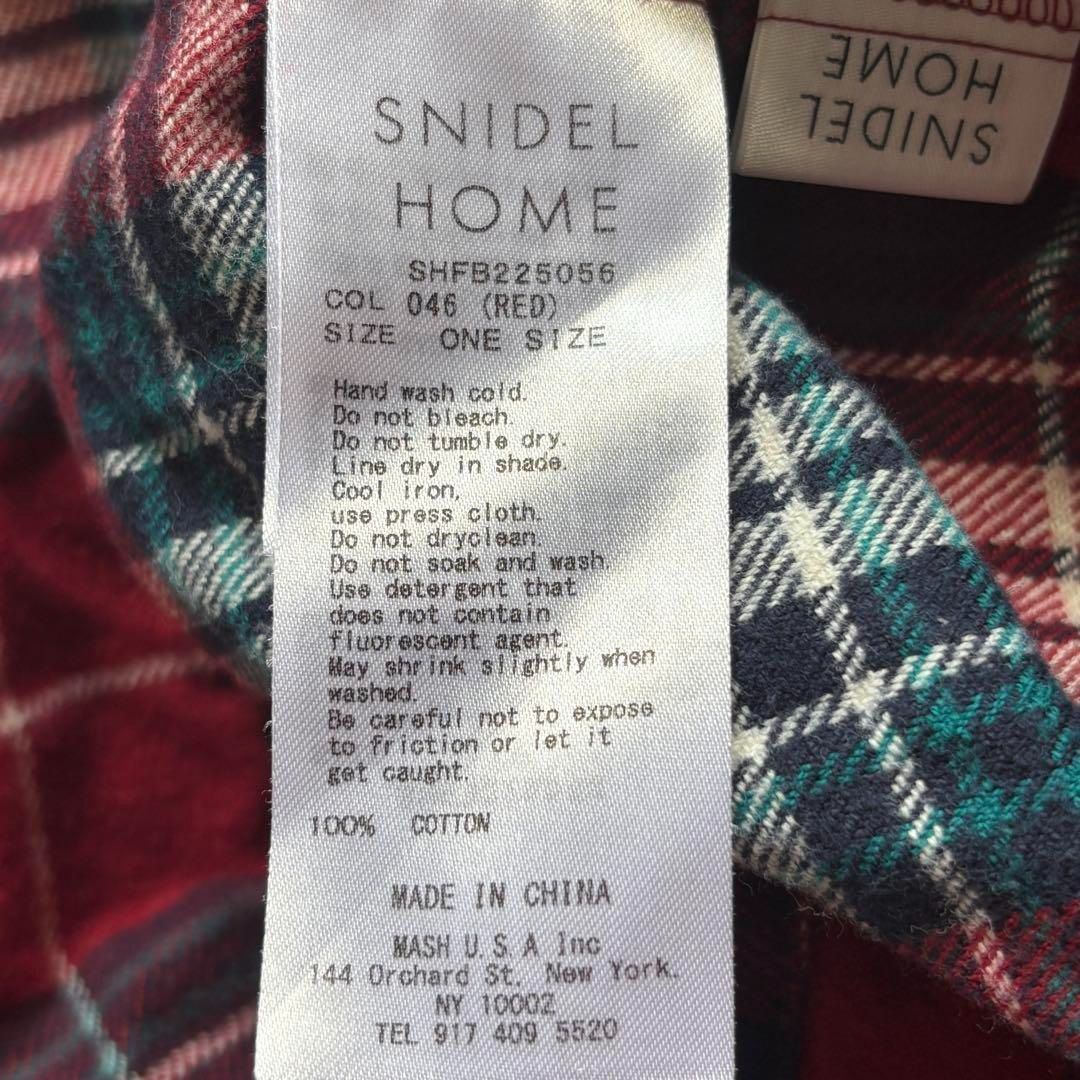 SNIDEL
HOME
SHFB225056
COL 046 (RED)
SIZE ONE SIZE
Hand wash cold.
Do not bleach.
Do not tumble dry.
Line dry in shade.
Cool iron.
use press cloth.
Do not dryclean.
Do not soak and wash.
Use detergent that
does not contain
fluorescent agent.
May shrink slightly when
washed.
Be careful not to expose
to friction or let it
get caught.
100% COTTON
MADE IN CHINA
MASH U.S.A Inc
144 Orchard St. New York.
NY 10002
TEL 917 409 5520
SNIDEL
HOME